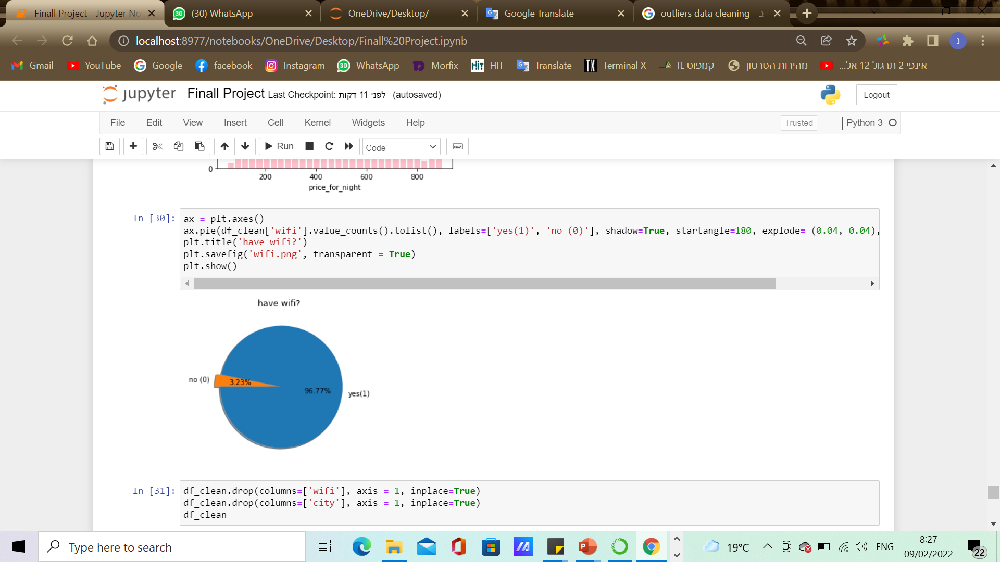 Finall Project - Jupyter No
(30) WhatsApp
OneDrive/Desktop/
Google Translate
outliers data cleaning - ב
localhost:8977/notebooks/OneDrive/Desktop/Finall%20Project.ipynb
נ
Gmail
YouTube
Google
facebook
Instagram
30 WhatsApp
Morfix
HIT HIT
Translate
TX Terminal X
קמפוס IL
מהירות הסרטון
אינפי 2 תרגול 12 אל...
jupyter Finall Project Last Checkpoint: לפני 11 דקות (autosaved)
Logout
File Edit View Insert Cell Kernel Widgets Help
Trusted Python 3
Run Code
0
200 400 600 800
price_for_night
In [30]:
ax = plt.axes()
ax.pie(df_clean['wifi'].value_counts().tolist(), labels=['yes(1)', 'no (0)'], shadow=True, startangle=180, explode= (0.04, 0.04),
plt.title('have wifi?')
plt.savefig('wifi.png', transparent = True)
plt.show()
have wifi?
no (0) 3.23%
96.77% yes(1)
In [31]:
df_clean.drop(columns=['wifi'], axis = 1, inplace=True)
df_clean.drop(columns=['city'], axis = 1, inplace=True)
df_clean
Type here to search
19°C
ENG
8:27
09/02/2022
22